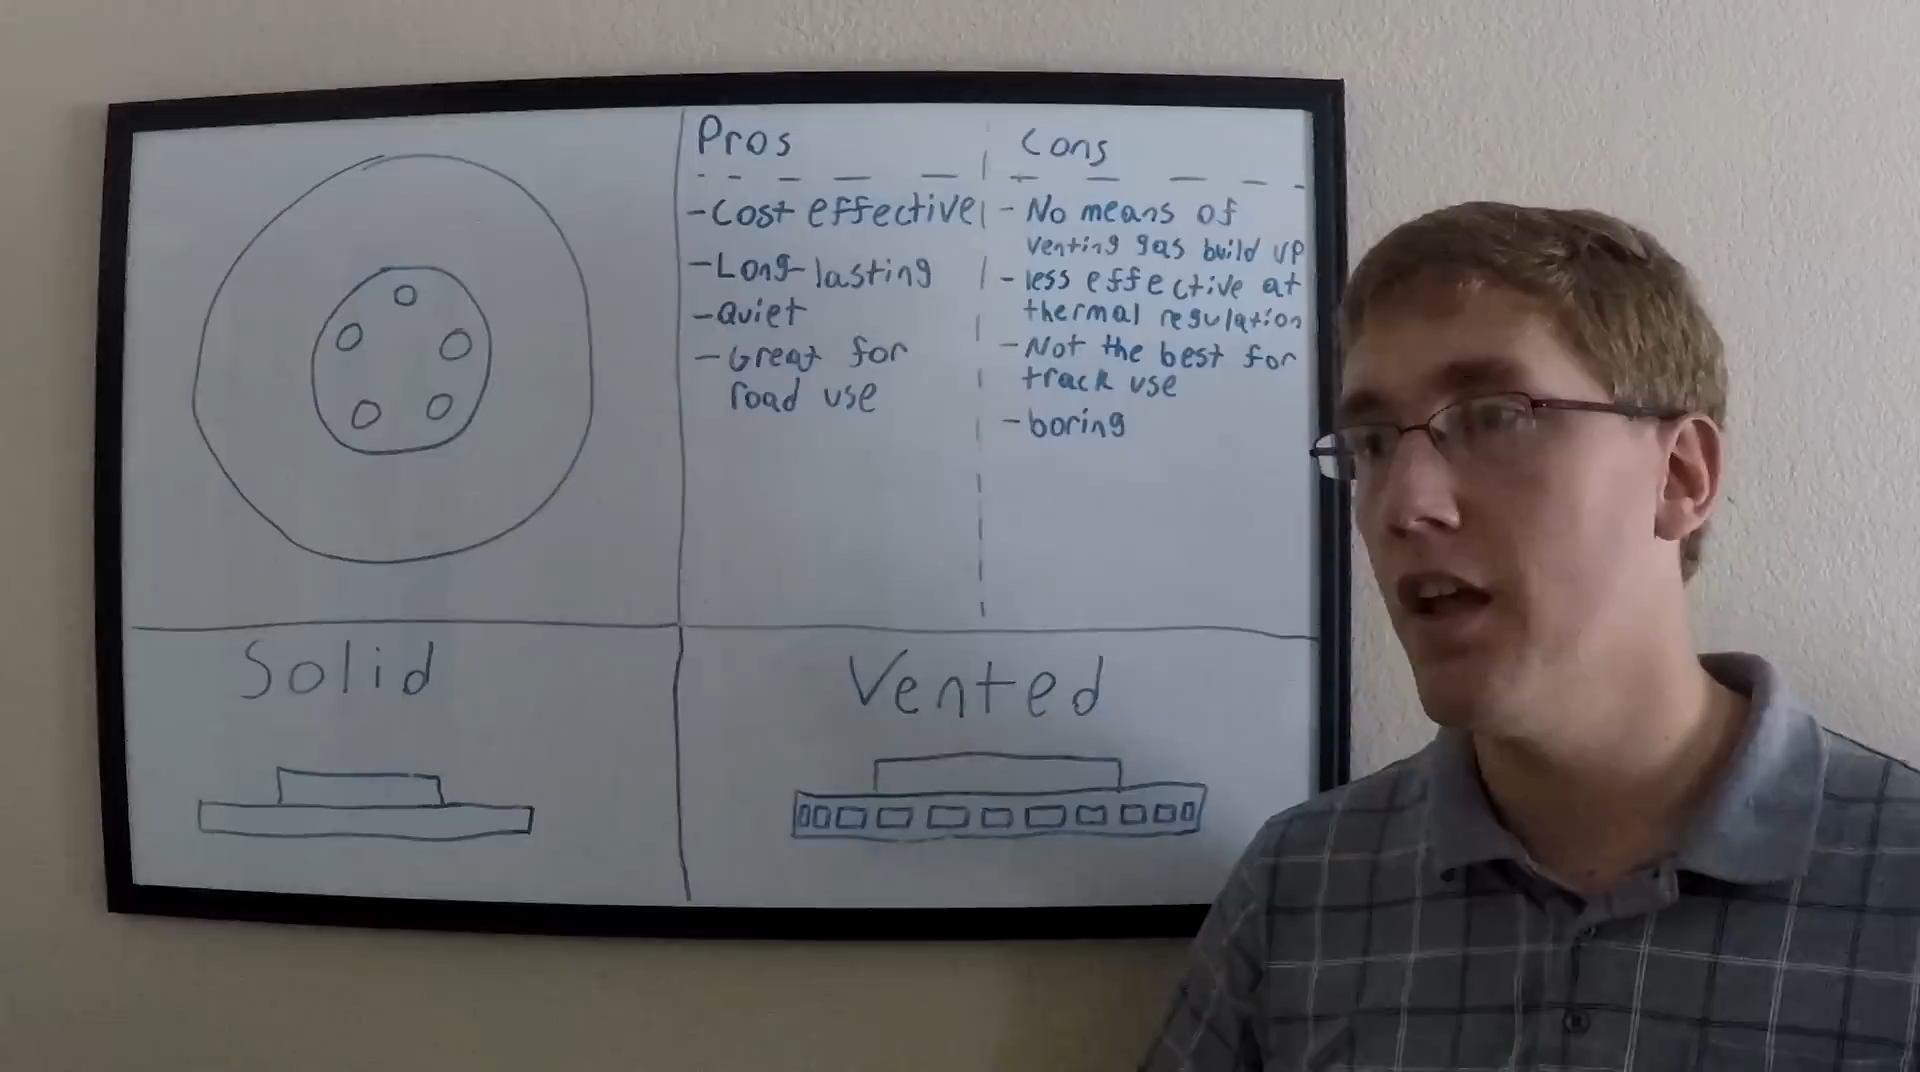 Pros
- Cost effective
- Long-lasting
- Quiet
- Great for
road use
Cons
- No means of
venting gas build up
- less effective at
thermal regulation
- Not the best for
track use
- boring
Solid
Vented